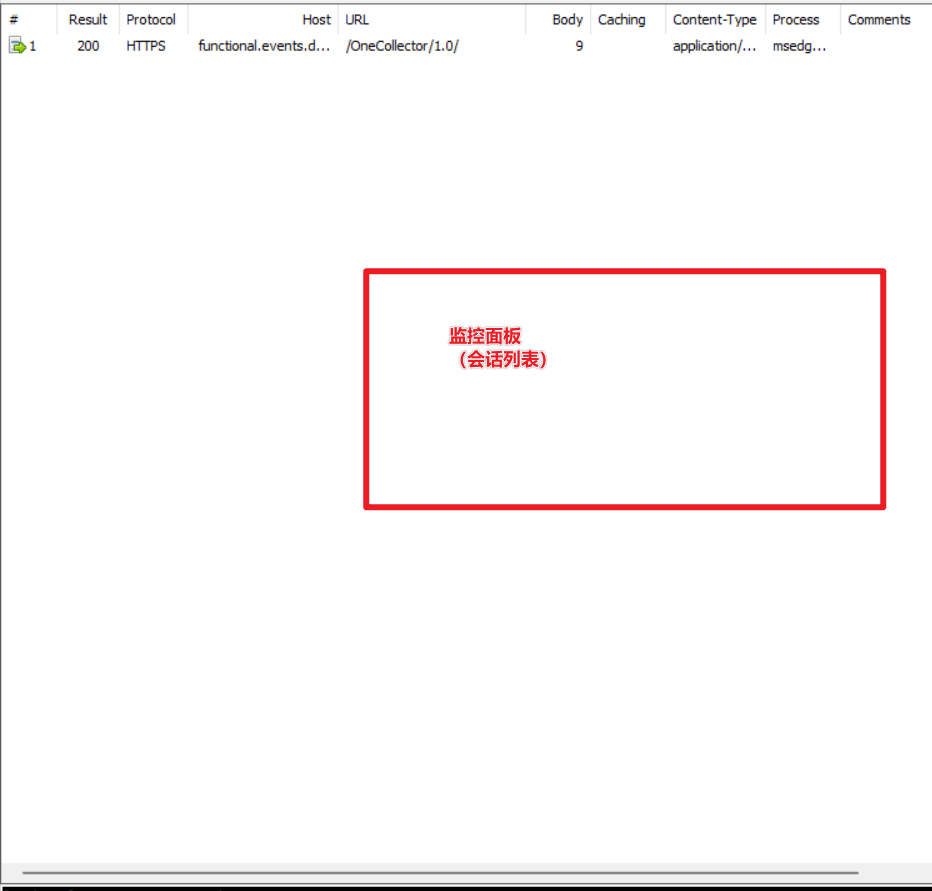 # Result Protocol Host URL Body Caching Content-Type Process Comments
1 200 HTTPS functional.events.d... /OneCollector/1.0/ 9 application/... msedg...
监控面板
（会话列表）